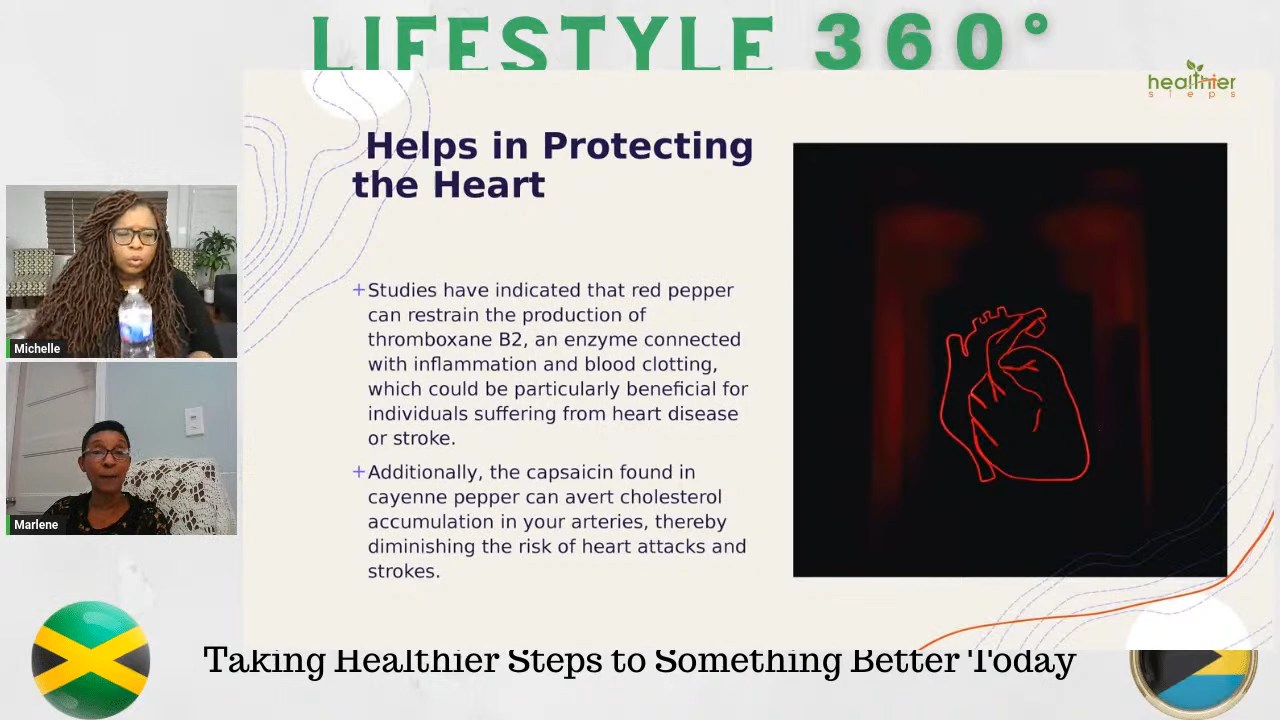 LIFESTYLE 360°
healthier
steps
Helps in Protecting
the Heart
+Studies have indicated that red pepper
can restrain the production of
thromboxane B2, an enzyme connected
with inflammation and blood clotting,
which could be particularly beneficial for
individuals suffering from heart disease
or stroke.
+Additionally, the capsaicin found in
cayenne pepper can avert cholesterol
accumulation in your arteries, thereby
diminishing the risk of heart attacks and
strokes.
Michelle
Marlene
Taking Healthier Steps to Something Better Today